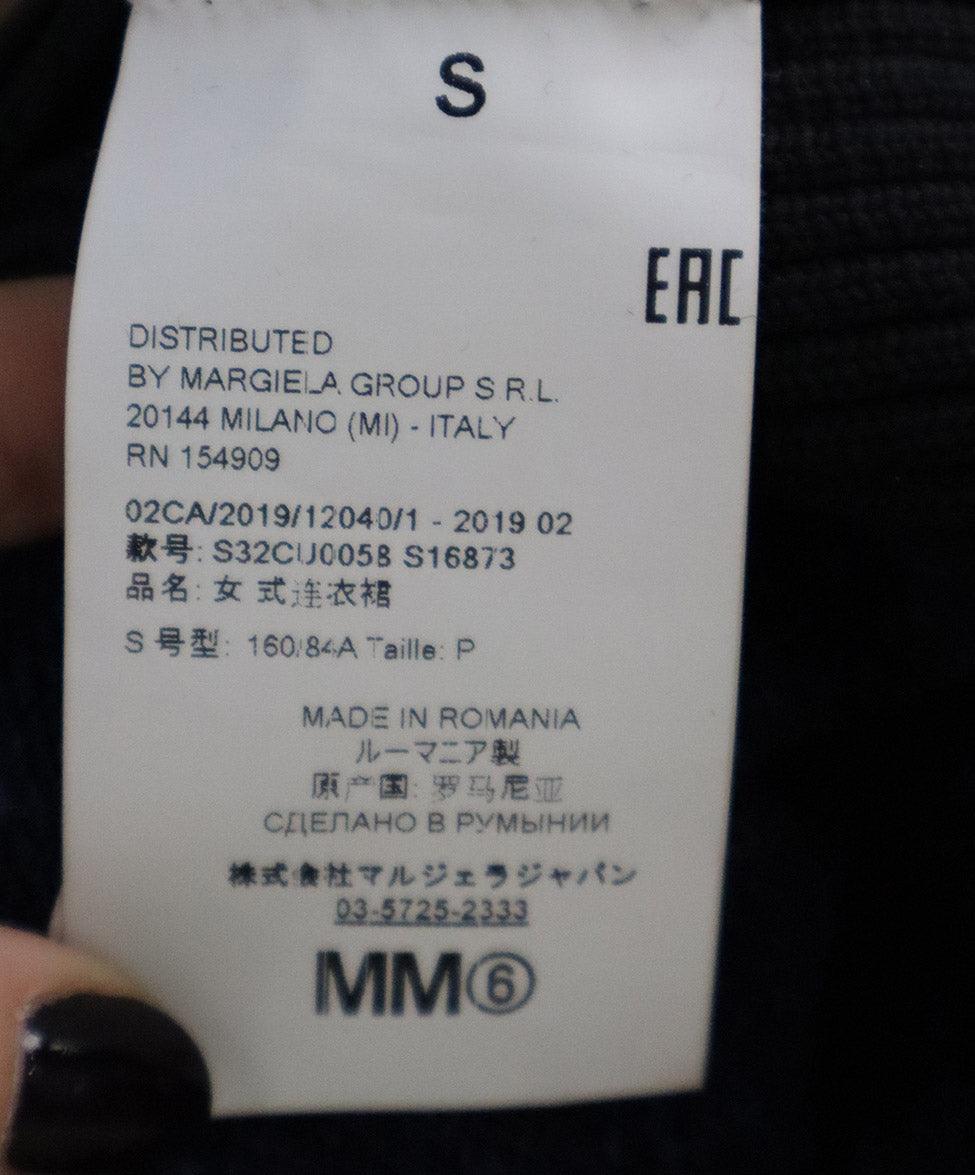 S
EAC
DISTRIBUTED
BY MARGIELA GROUP S.R.L.
20144 MILANO (MI) - ITALY
RN 154909
02CA/2019/12040/1 - 2019 02
款号: S32CU0058 S16873
品名: 女 式连衣裙
S 号型: 160/84A Taille: P
MADE IN ROMANIA
ルーマニア製
原产国: 罗马尼亚
СДЕЛАНО В РУМЫНИИ
株式会社マルジェラジャパン
03-5725-2333
MM⑥